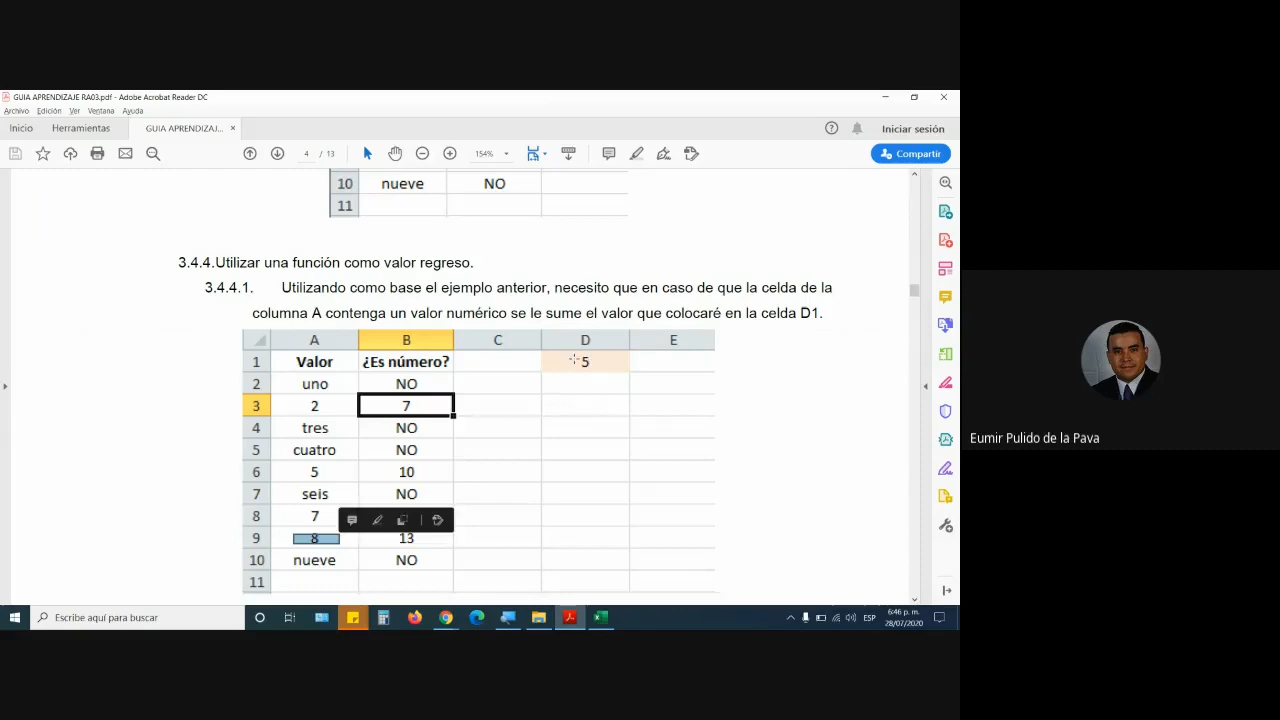 GUIA APRENDIZAJE RA03.pdf - Adobe Acrobat Reader DC
Archivo Edición Ver Ventana Ayuda
Inicio Herramientas GUIA APRENDIZAJ... × Iniciar sesión
4 / 13 154% Compartir
10 nueve NO
11
3.4.4.Utilizar una función como valor regreso.
3.4.4.1. Utilizando como base el ejemplo anterior, necesito que en caso de que la celda de la
columna A contenga un valor numérico se le sume el valor que colocaré en la celda D1.
A B C D E
1 Valor ¿Es número? 5
2 uno NO
3 2 7
4 tres NO
5 cuatro NO
6 5 10
7 seis NO
8 7
9 8 13
10 nueve NO
11
Eumir Pulido de la Pava
Escribe aquí para buscar
ESP
6:46 p. m.
28/07/2020